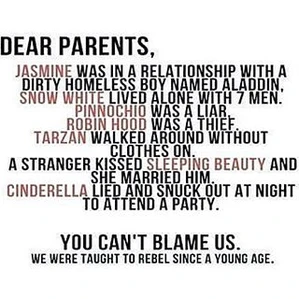 DEAR PARENTS,
JASMINE WAS IN A RELATIONSHIP WITH A
DIRTY HOMELESS BOY NAMED ALADDIN,
SNOW WHITE LIVED ALONE WITH 7 MEN.
PINNOCHIO WAS A LIAR.
ROBIN HOOD WAS A THIEF.
TARZAN WALKED AROUND WITHOUT
CLOTHES ON.
A STRANGER KISSED SLEEPING BEAUTY AND
SHE MARRIED HIM.
CINDERELLA LIED AND SNUCK OUT AT NIGHT
TO ATTEND A PARTY.
YOU CAN'T BLAME US.
WE WERE TAUGHT TO REBEL SINCE A YOUNG AGE.